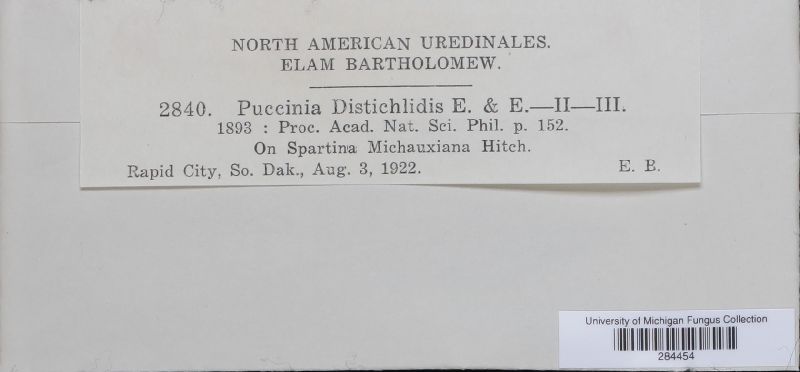 NORTH AMERICAN UREDINALES.
ELAM BARTHOLOMEW.
2840. Puccinia Distichlidis E. & E.—II—III.
1893 : Proc. Acad. Nat. Sci. Phil. p. 152.
On Spartina Michauxiana Hitch.
Rapid City, So. Dak., Aug. 3, 1922. E. B.
University of Michigan Fungus Collection
284454